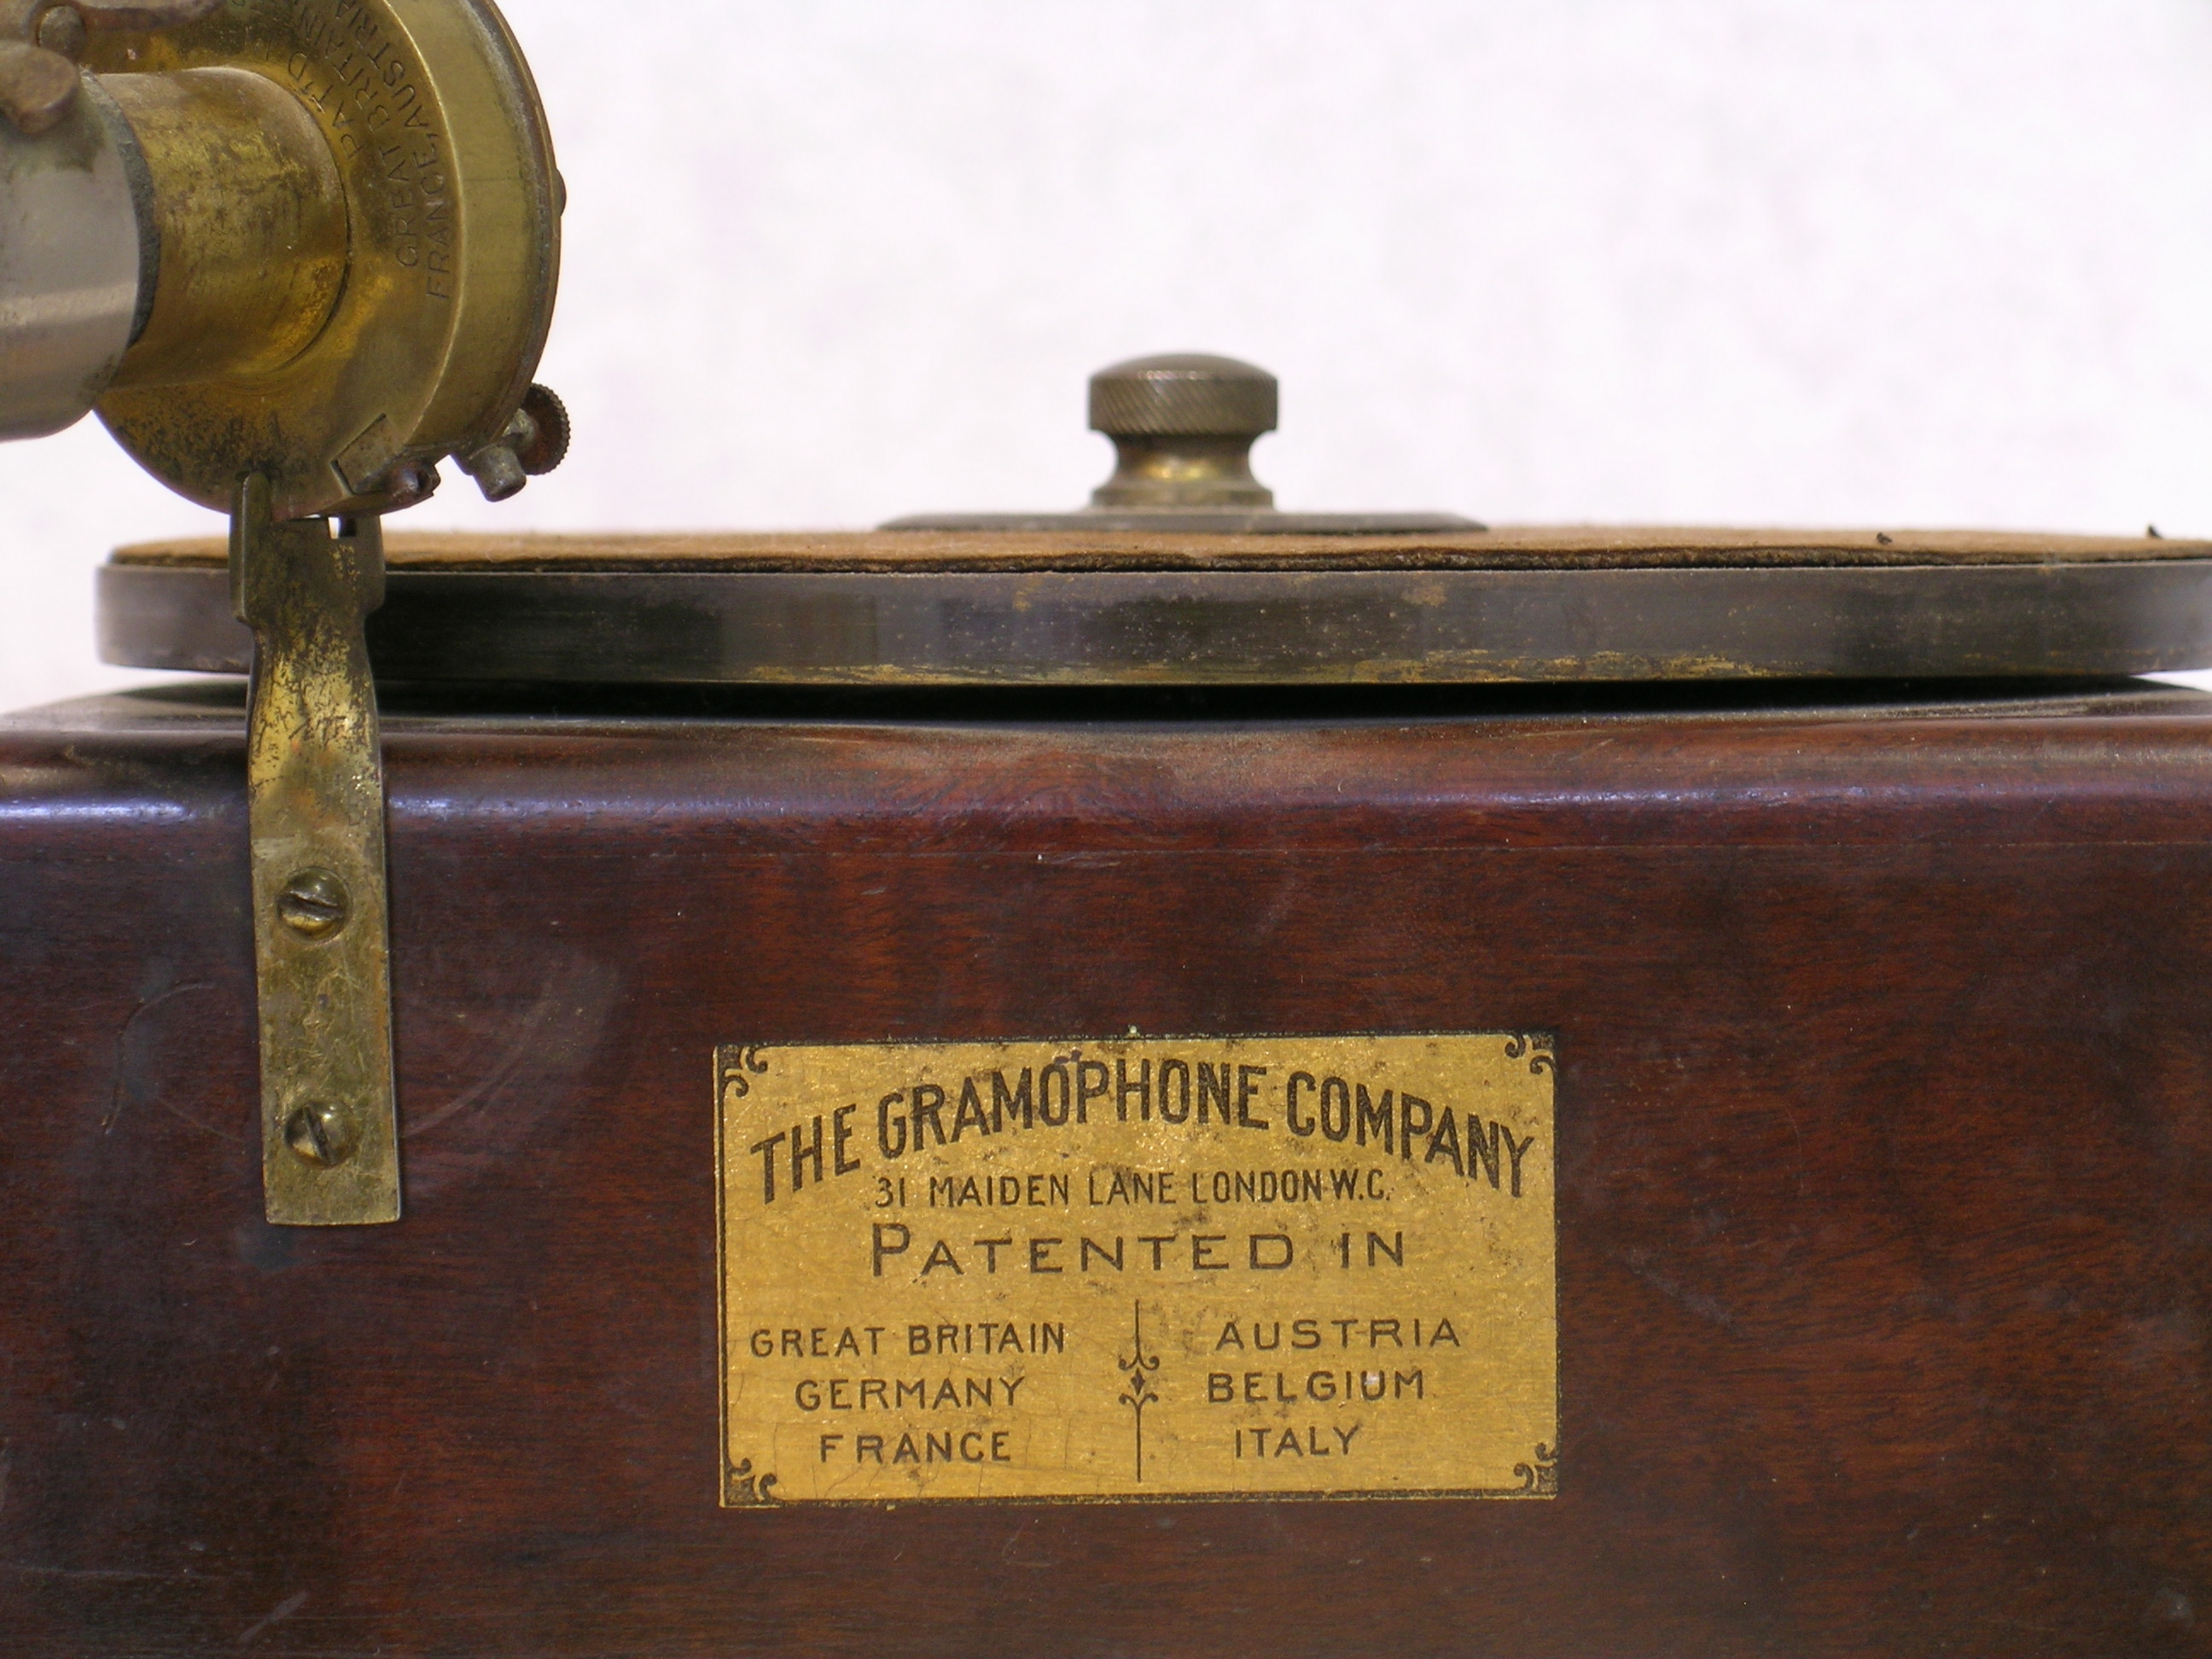 PAT'D
GREAT BRITAIN
FRANCE, AUSTRIA
THE GRAMOPHONE COMPANY
31 MAIDEN LANE LONDON W.C.
PATENTED IN
GREAT BRITAIN
GERMANY
FRANCE
AUSTRIA
BELGIUM
ITALY